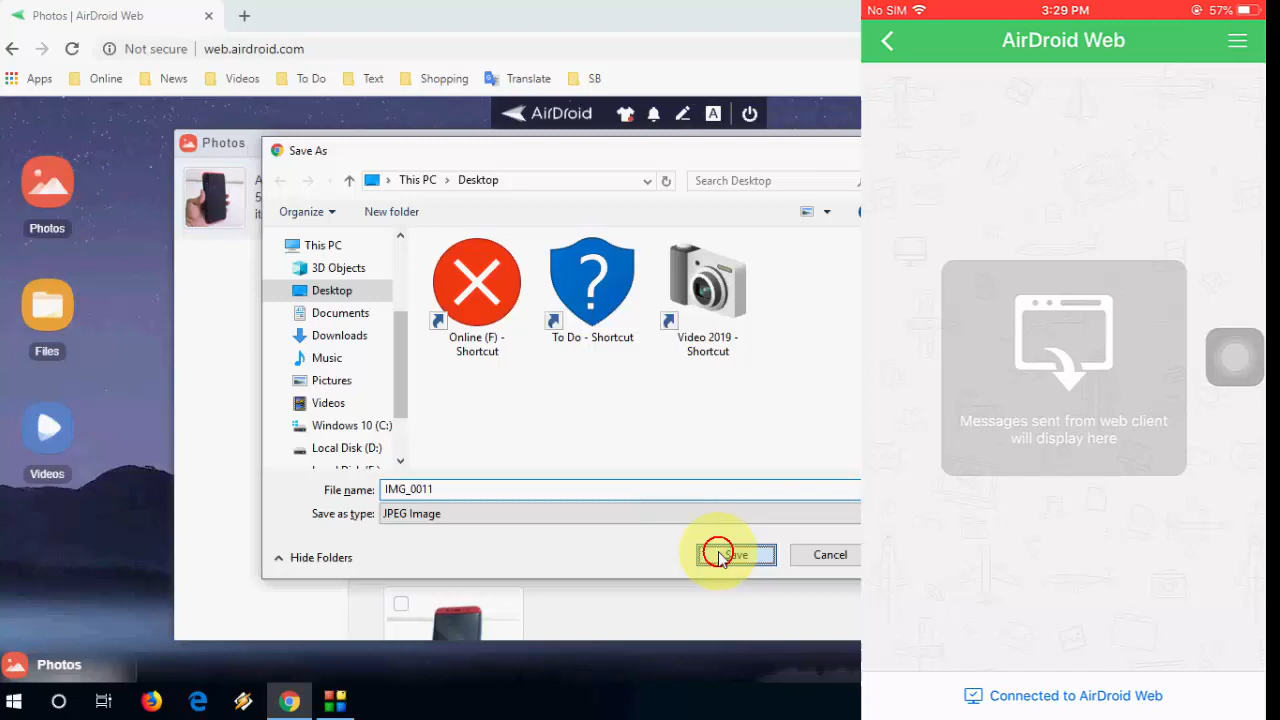 Photos | AirDroid Web
Not secure
web.airdroid.com
Apps
Online
News
Videos
To Do
Text
Shopping
Translate
SB
AirDroid
A
Photos
Files
Videos
Photos
A
5
it
Save As
This PC
Desktop
Search Desktop
Organize
New folder
This PC
3D Objects
Desktop
Documents
Downloads
Music
Pictures
Videos
Windows 10 (C:)
Local Disk (D:)
Online (F) -
Shortcut
?
To Do - Shortcut
Video 2019 -
Shortcut
File name:
IMG_0011
Save as type:
JPEG Image
Hide Folders
Save
Cancel
Photos
No SIM
3:29 PM
57%
AirDroid Web
Messages sent from web client
will display here
Connected to AirDroid Web